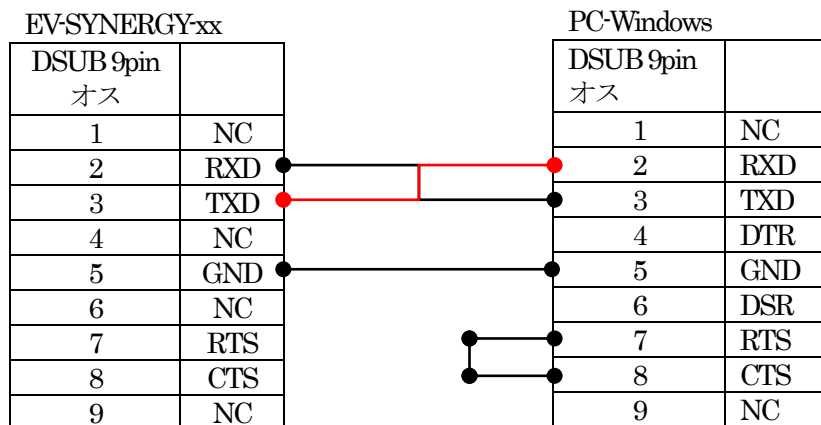 EV-SYNERGY-xx
DSUB 9pin
オス
1 NC
2 RXD
3 TXD
4 NC
5 GND
6 NC
7 RTS
8 CTS
9 NC
PC-Windows
DSUB 9pin
オス
1 NC
2 RXD
3 TXD
4 DTR
5 GND
6 DSR
7 RTS
8 CTS
9 NC